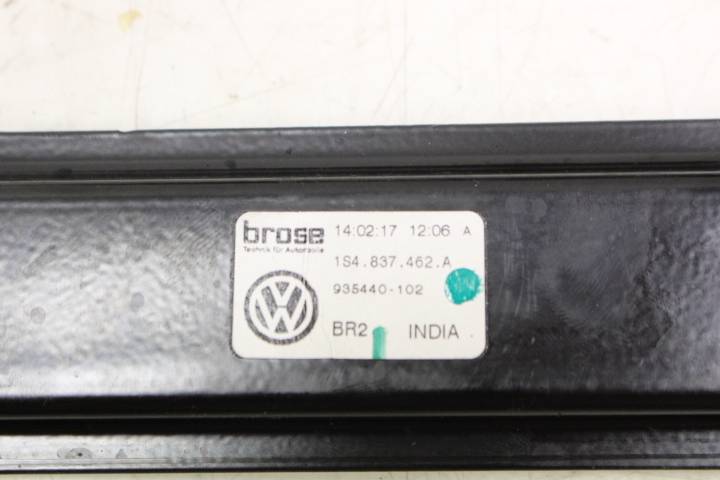 brose 14:02:17 12:06 A
Technik für Automobile
1S4.837.462.A
935440-102
BR2 INDIA